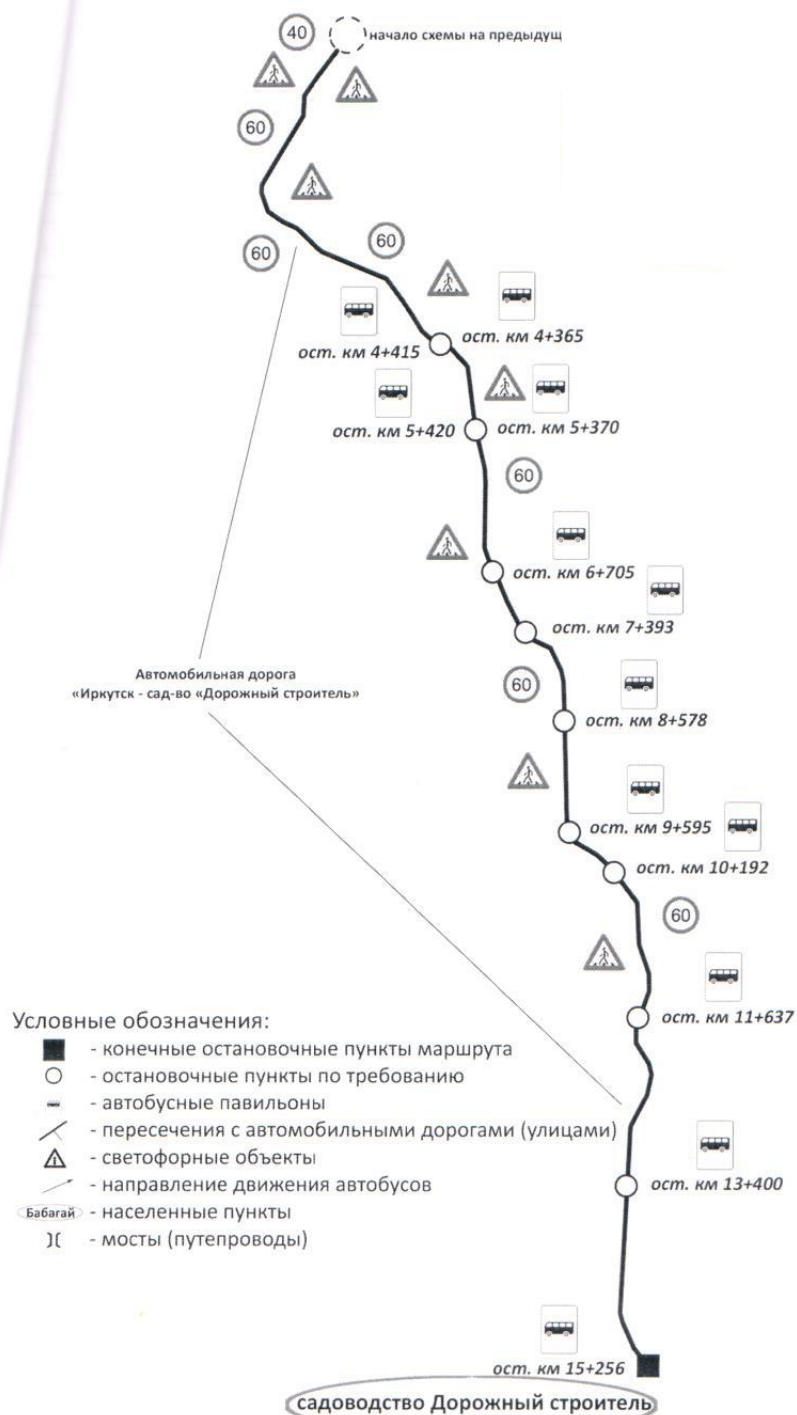 40
начало схемы на предыдущ
60
60
60
ост. км 4+365
ост. км 4+415
ост. км 5+420
ост. км 5+370
60
ост. км 6+705
ост. км 7+393
Автомобильная дорога
«Иркутск - сад-во «Дорожный строитель»
60
ост. км 8+578
ост. км 9+595
ост. км 10+192
60
ост. км 11+637
Условные обозначения:
- конечные остановочные пункты маршрута
- остановочные пункты по требованию
- автобусные павильоны
- пересечения с автомобильными дорогами (улицами)
- светофорные объекты
- направление движения автобусов
Бабагай - населенные пункты
- мосты (путепроводы)
ост. км 13+400
ост. км 15+256
садоводство Дорожный строитель